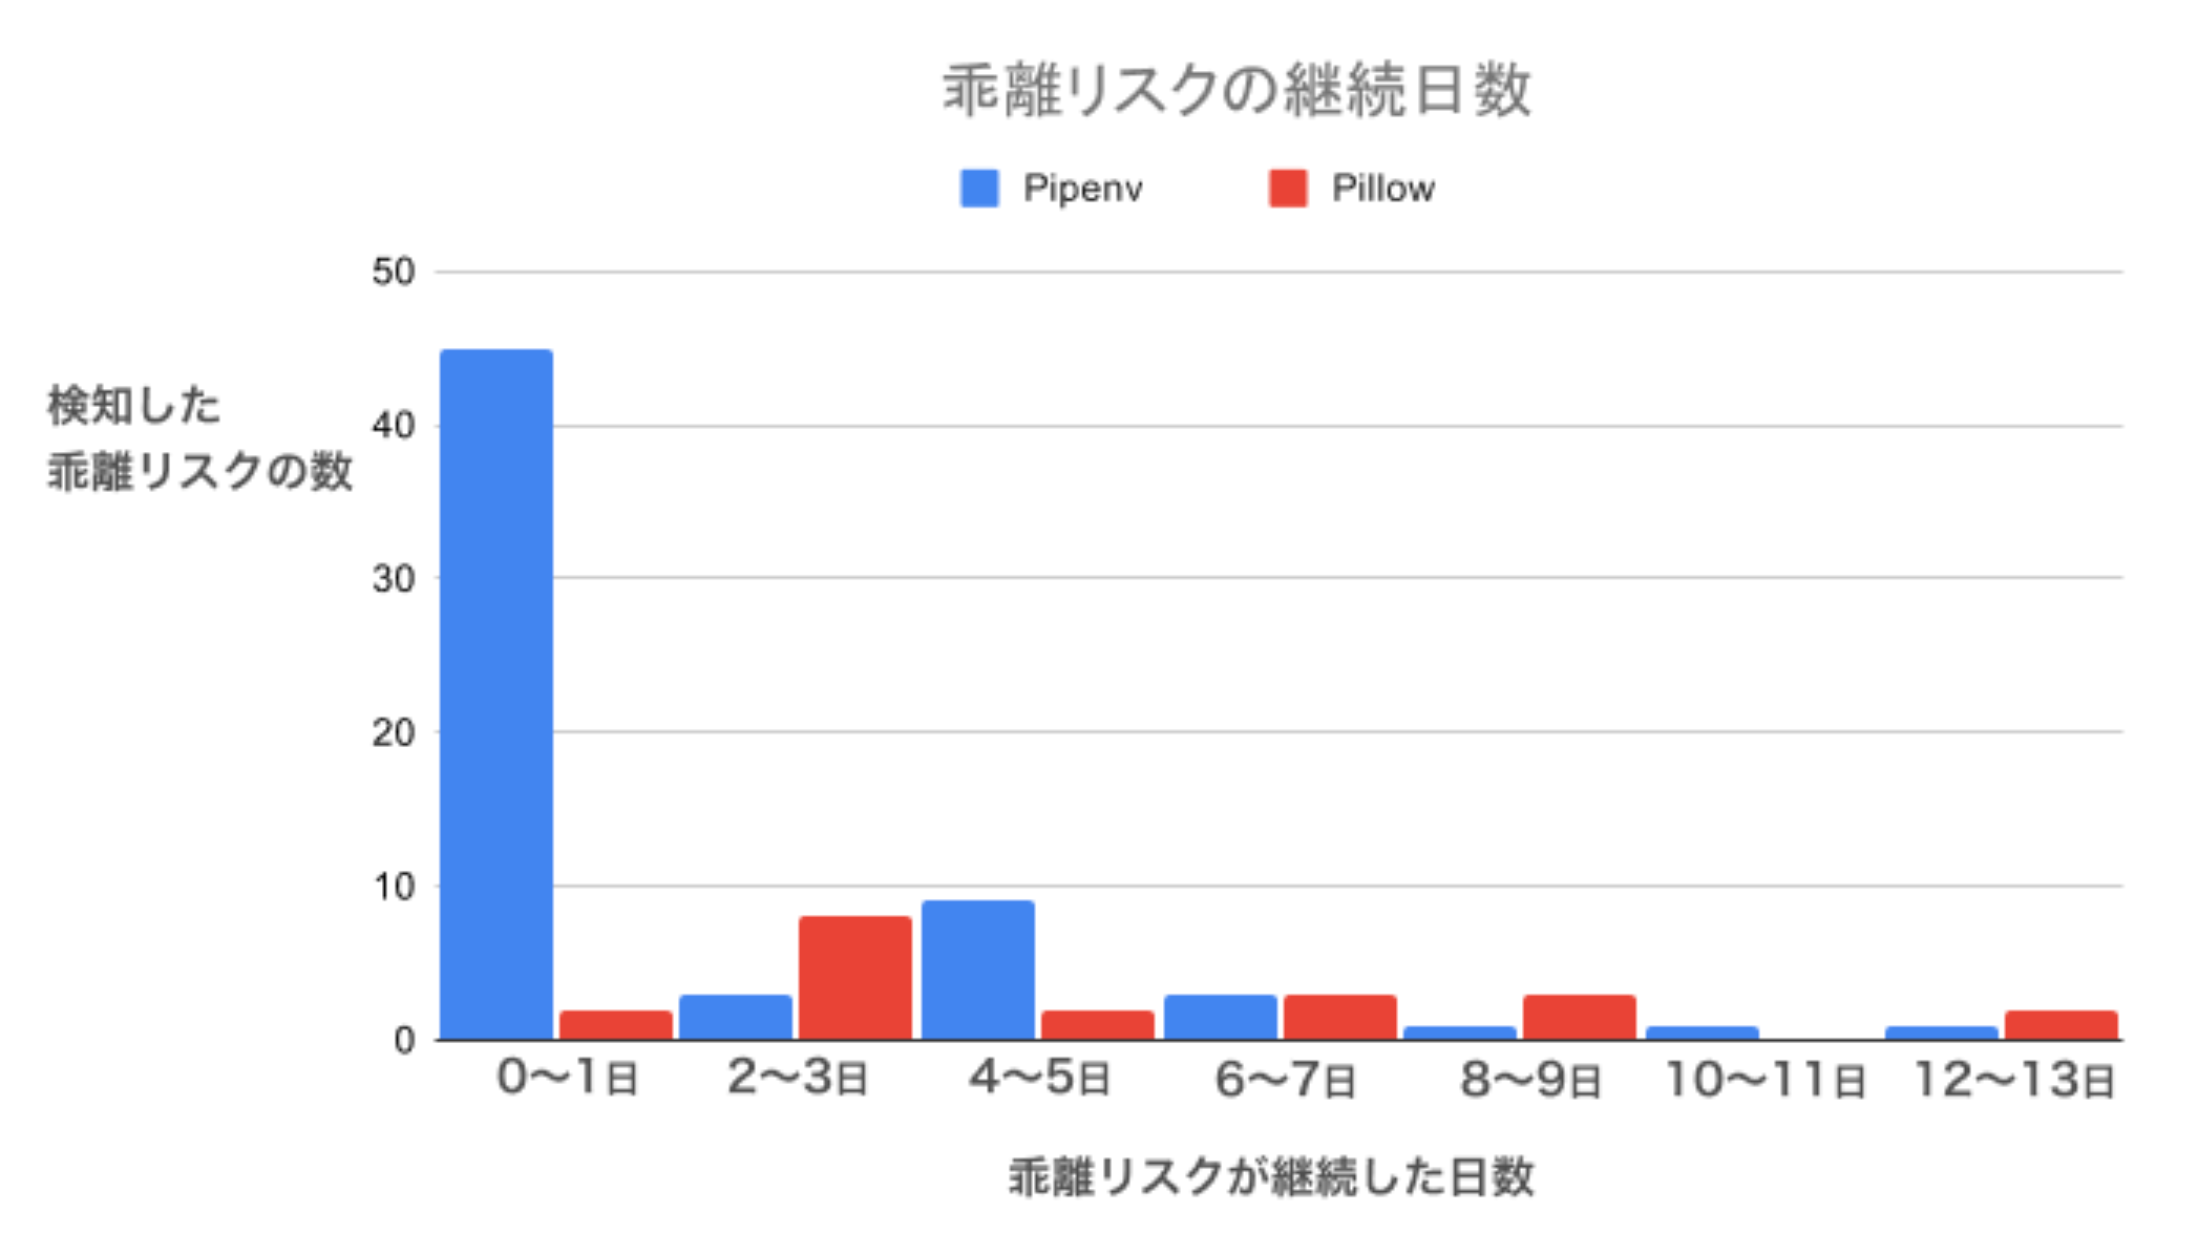 乖離リスクの継続日数
Pipenv
Pillow
検知した
乖離リスクの数
50
40
30
20
10
0
0〜1日
2〜3日
4〜5日
6〜7日
8〜9日
10〜11日
12〜13日
乖離リスクが継続した日数